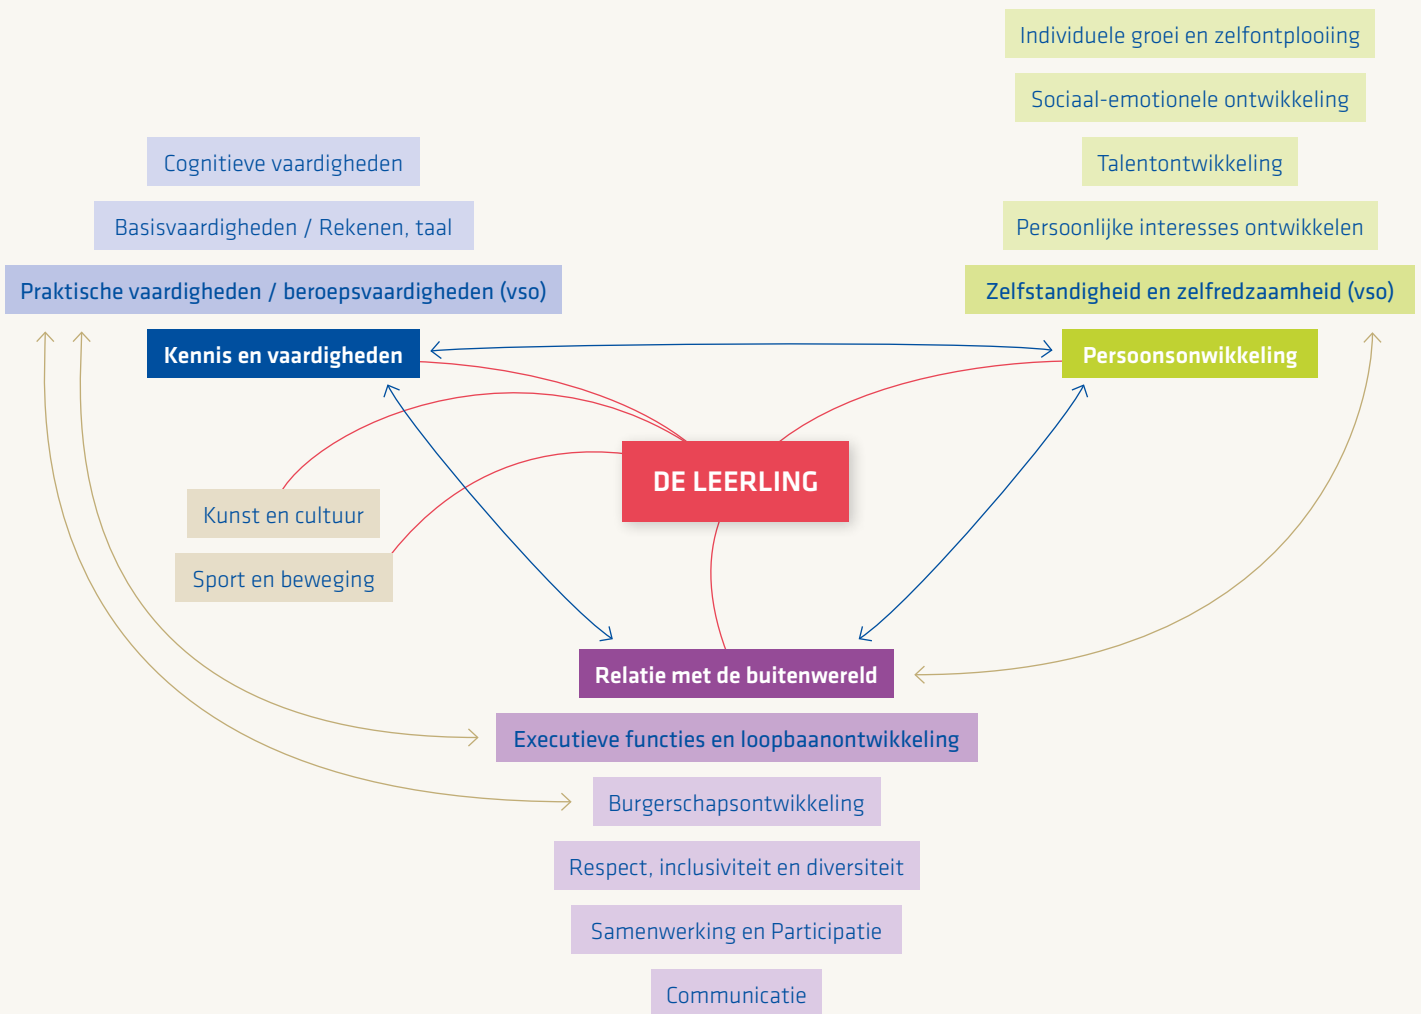 Individuele groei en zelfontplooiing
Sociaal-emotionele ontwikkeling
Talentontwikkeling
Persoonlijke interesses ontwikkelen
Zelfstandigheid en zelfredzaamheid (vso)
Persoonsonwikkeling
Cognitieve vaardigheden
Basisvaardigheden / Rekenen, taal
Praktische vaardigheden / beroepsvaardigheden (vso)
Kennis en vaardigheden
DE LEERLING
Kunst en cultuur
Sport en beweging
Relatie met de buitenwereld
Executieve functies en loopbaanontwikkeling
Burgerschapsontwikkeling
Respect, inclusiviteit en diversiteit
Samenwerking en Participatie
Communicatie